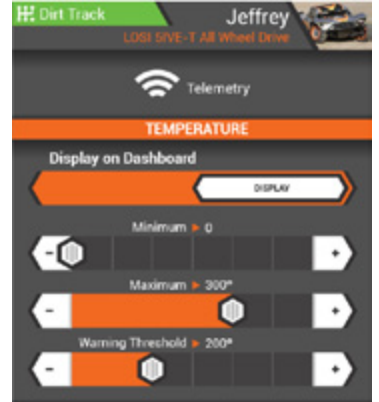 Dirt Track
Jeffrey
LOSI 5IVE-T All Wheel Drive
Telemetry
TEMPERATURE
Display on Dashboard
DISPLAY
Minimum ► 0
- +
Maximum ► 300°
- +
Warning Threshold ► 200°
- +